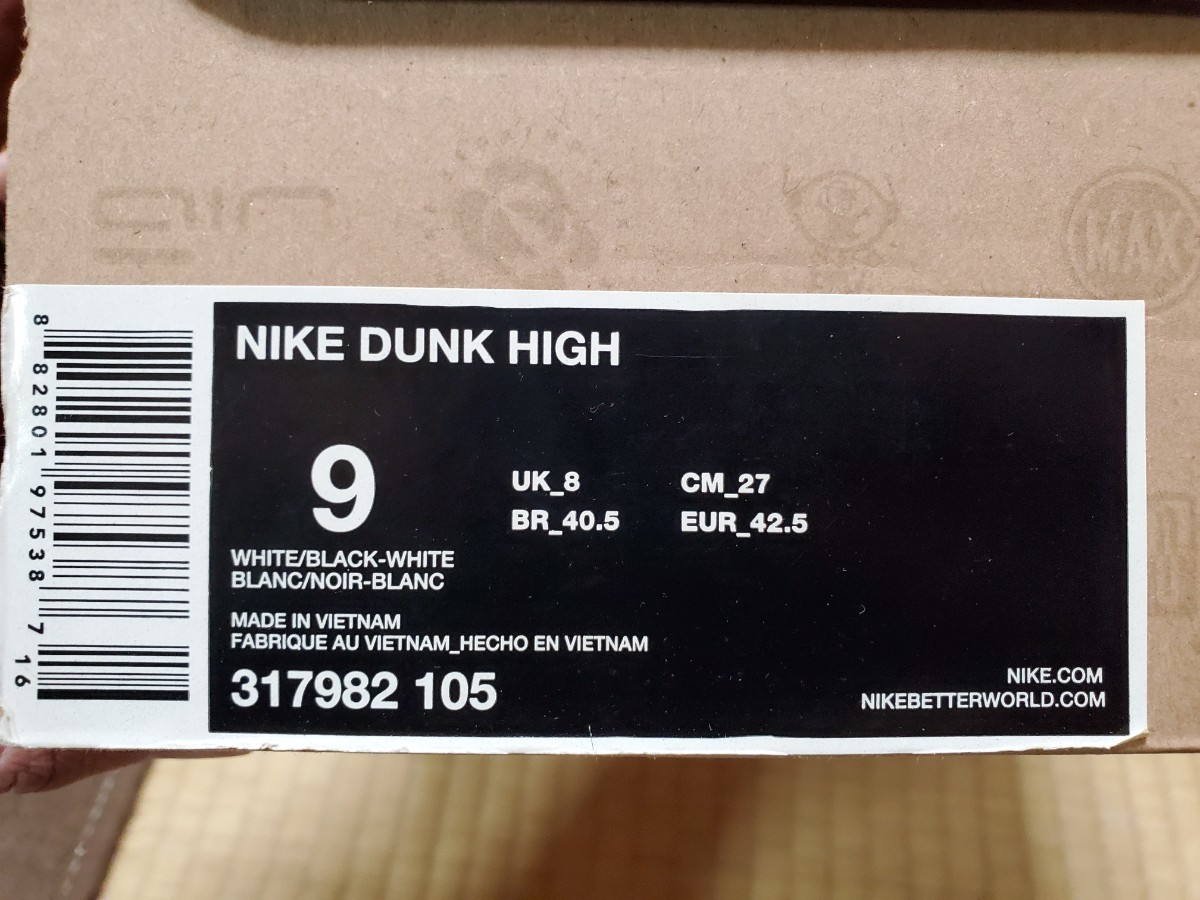 MAX
NIKE DUNK HIGH
9
UK_8 CM_27
BR_40.5 EUR_42.5
WHITE/BLACK-WHITE
BLANC/NOIR-BLANC
MADE IN VIETNAM
FABRIQUE AU VIETNAM_HECHO EN VIETNAM
317982 105
NIKE.COM
NIKEBETTERWORLD.COM
8 82801 97538 7
16